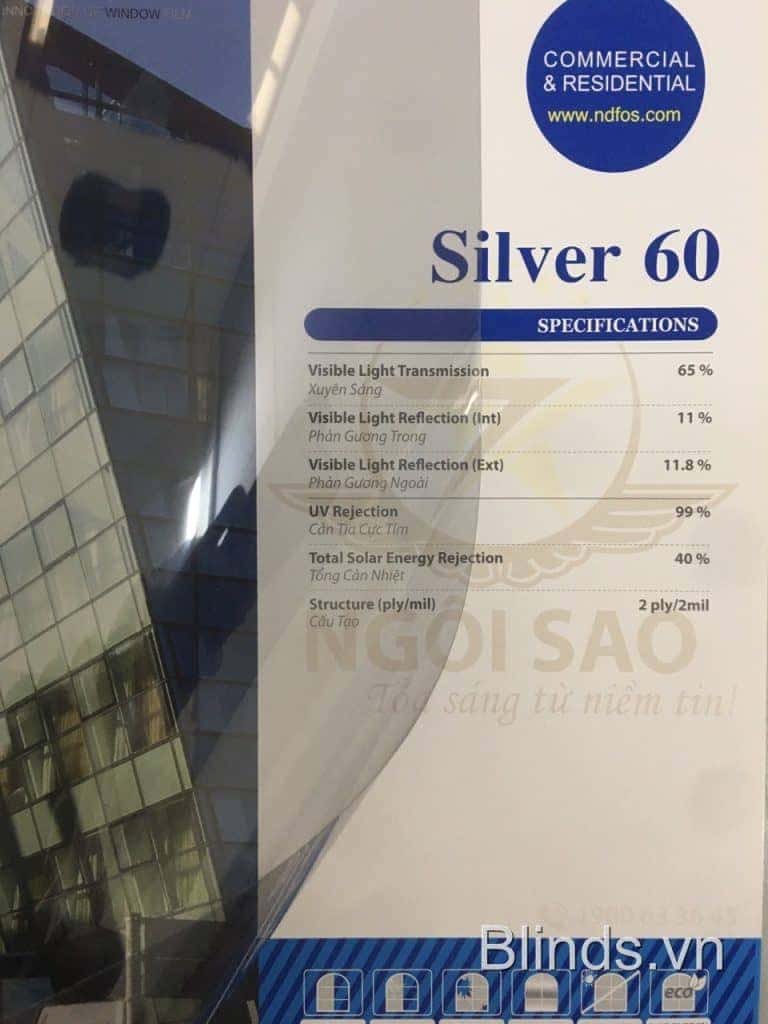 WINDOW FILM
COMMERCIAL
& RESIDENTIAL
www.ndfos.com
Silver 60
SPECIFICATIONS
Visible Light Transmission 65 %
Xuyên Sáng
Visible Light Reflection (Int) 11 %
Phản Gương Trong
Visible Light Reflection (Ext) 11.8 %
Phản Gương Ngoài
UV Rejection 99 %
Cản Tia Cực Tím
Total Solar Energy Rejection 40 %
Tổng Cản Nhiệt
Structure (ply/mil) 2 ply/2mil
Cấu Tạo
NGÔI SAO
Tỏa sáng từ niềm tin!
1900 63 36 45
Blinds.vn
eco